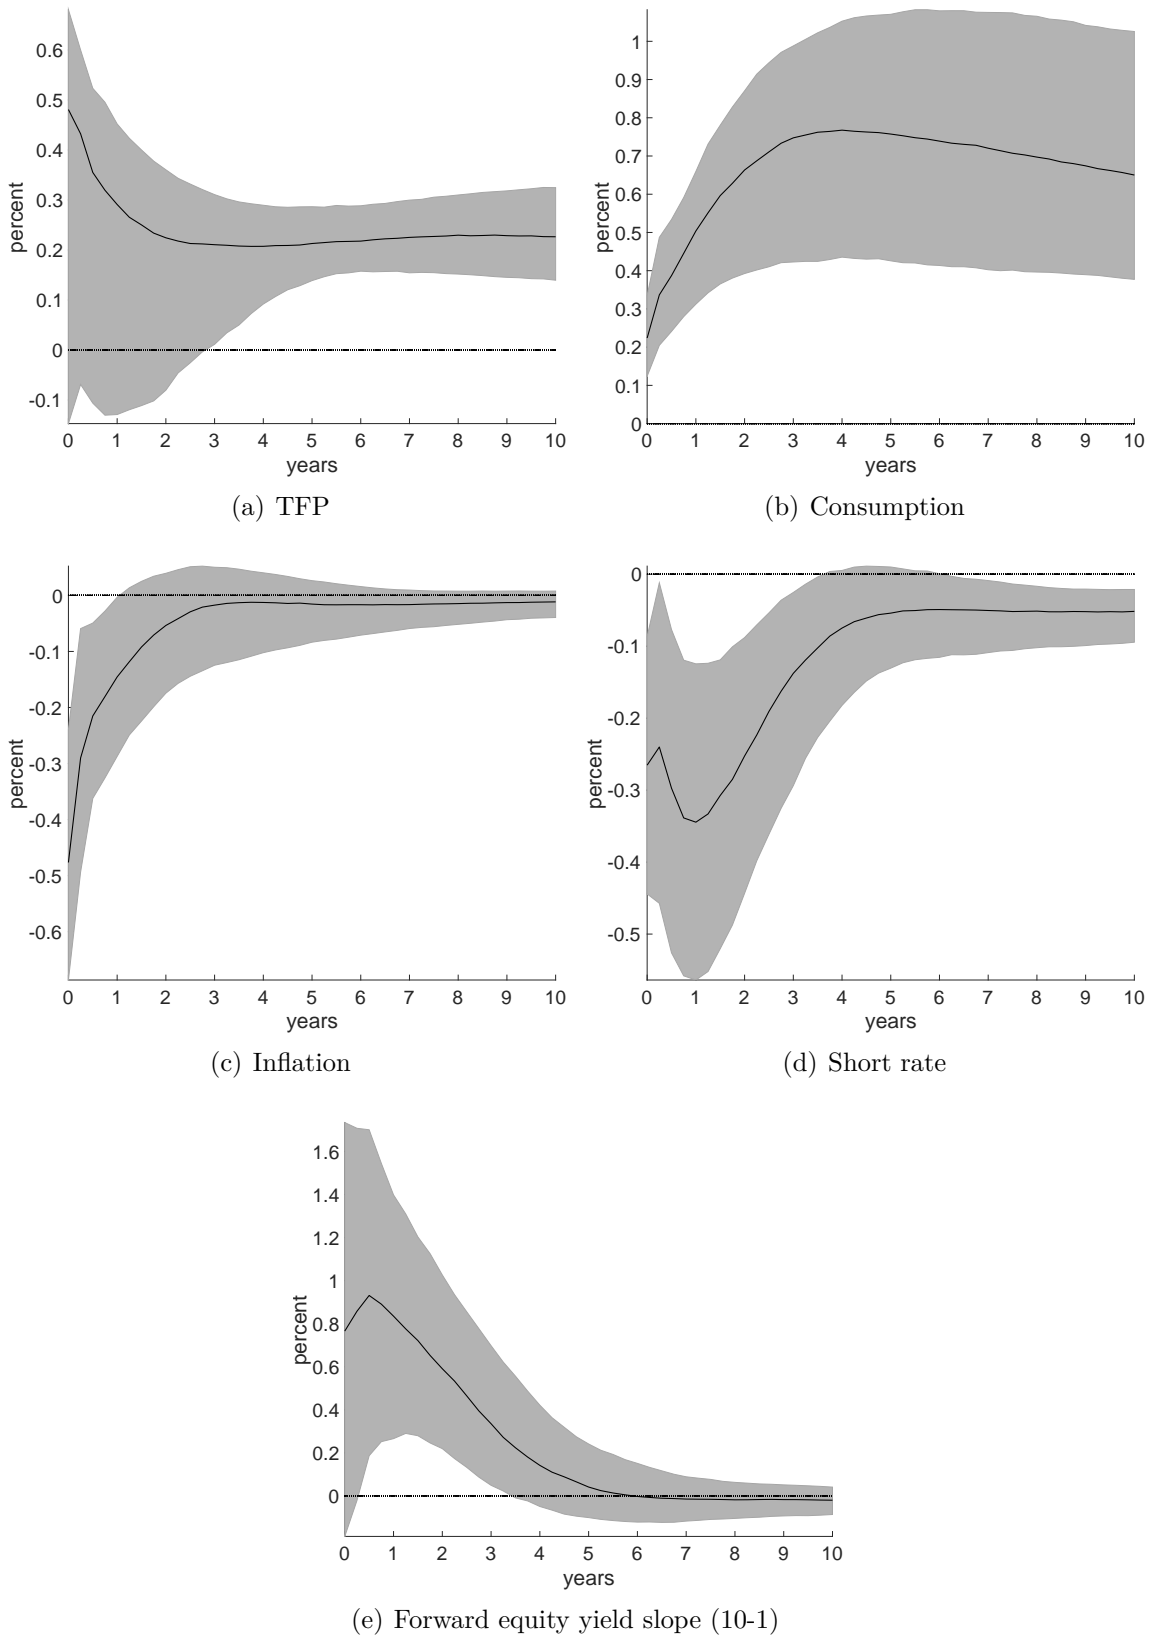 0.6
0.5
0.4
0.3
0.2
0.1
0
-0.1
percent
0 1 2 3 4 5 6 7 8 9 10
years
(a) TFP
1
0.9
0.8
0.7
0.6
0.5
0.4
0.3
0.2
0.1
0
percent
0 1 2 3 4 5 6 7 8 9 10
years
(b) Consumption
0
-0.1
-0.2
-0.3
-0.4
-0.5
-0.6
percent
0 1 2 3 4 5 6 7 8 9 10
years
(c) Inflation
0
-0.1
-0.2
-0.3
-0.4
-0.5
percent
0 1 2 3 4 5 6 7 8 9 10
years
(d) Short rate
1.6
1.4
1.2
1
0.8
0.6
0.4
0.2
0
percent
0 1 2 3 4 5 6 7 8 9 10
years
(e) Forward equity yield slope (10-1)